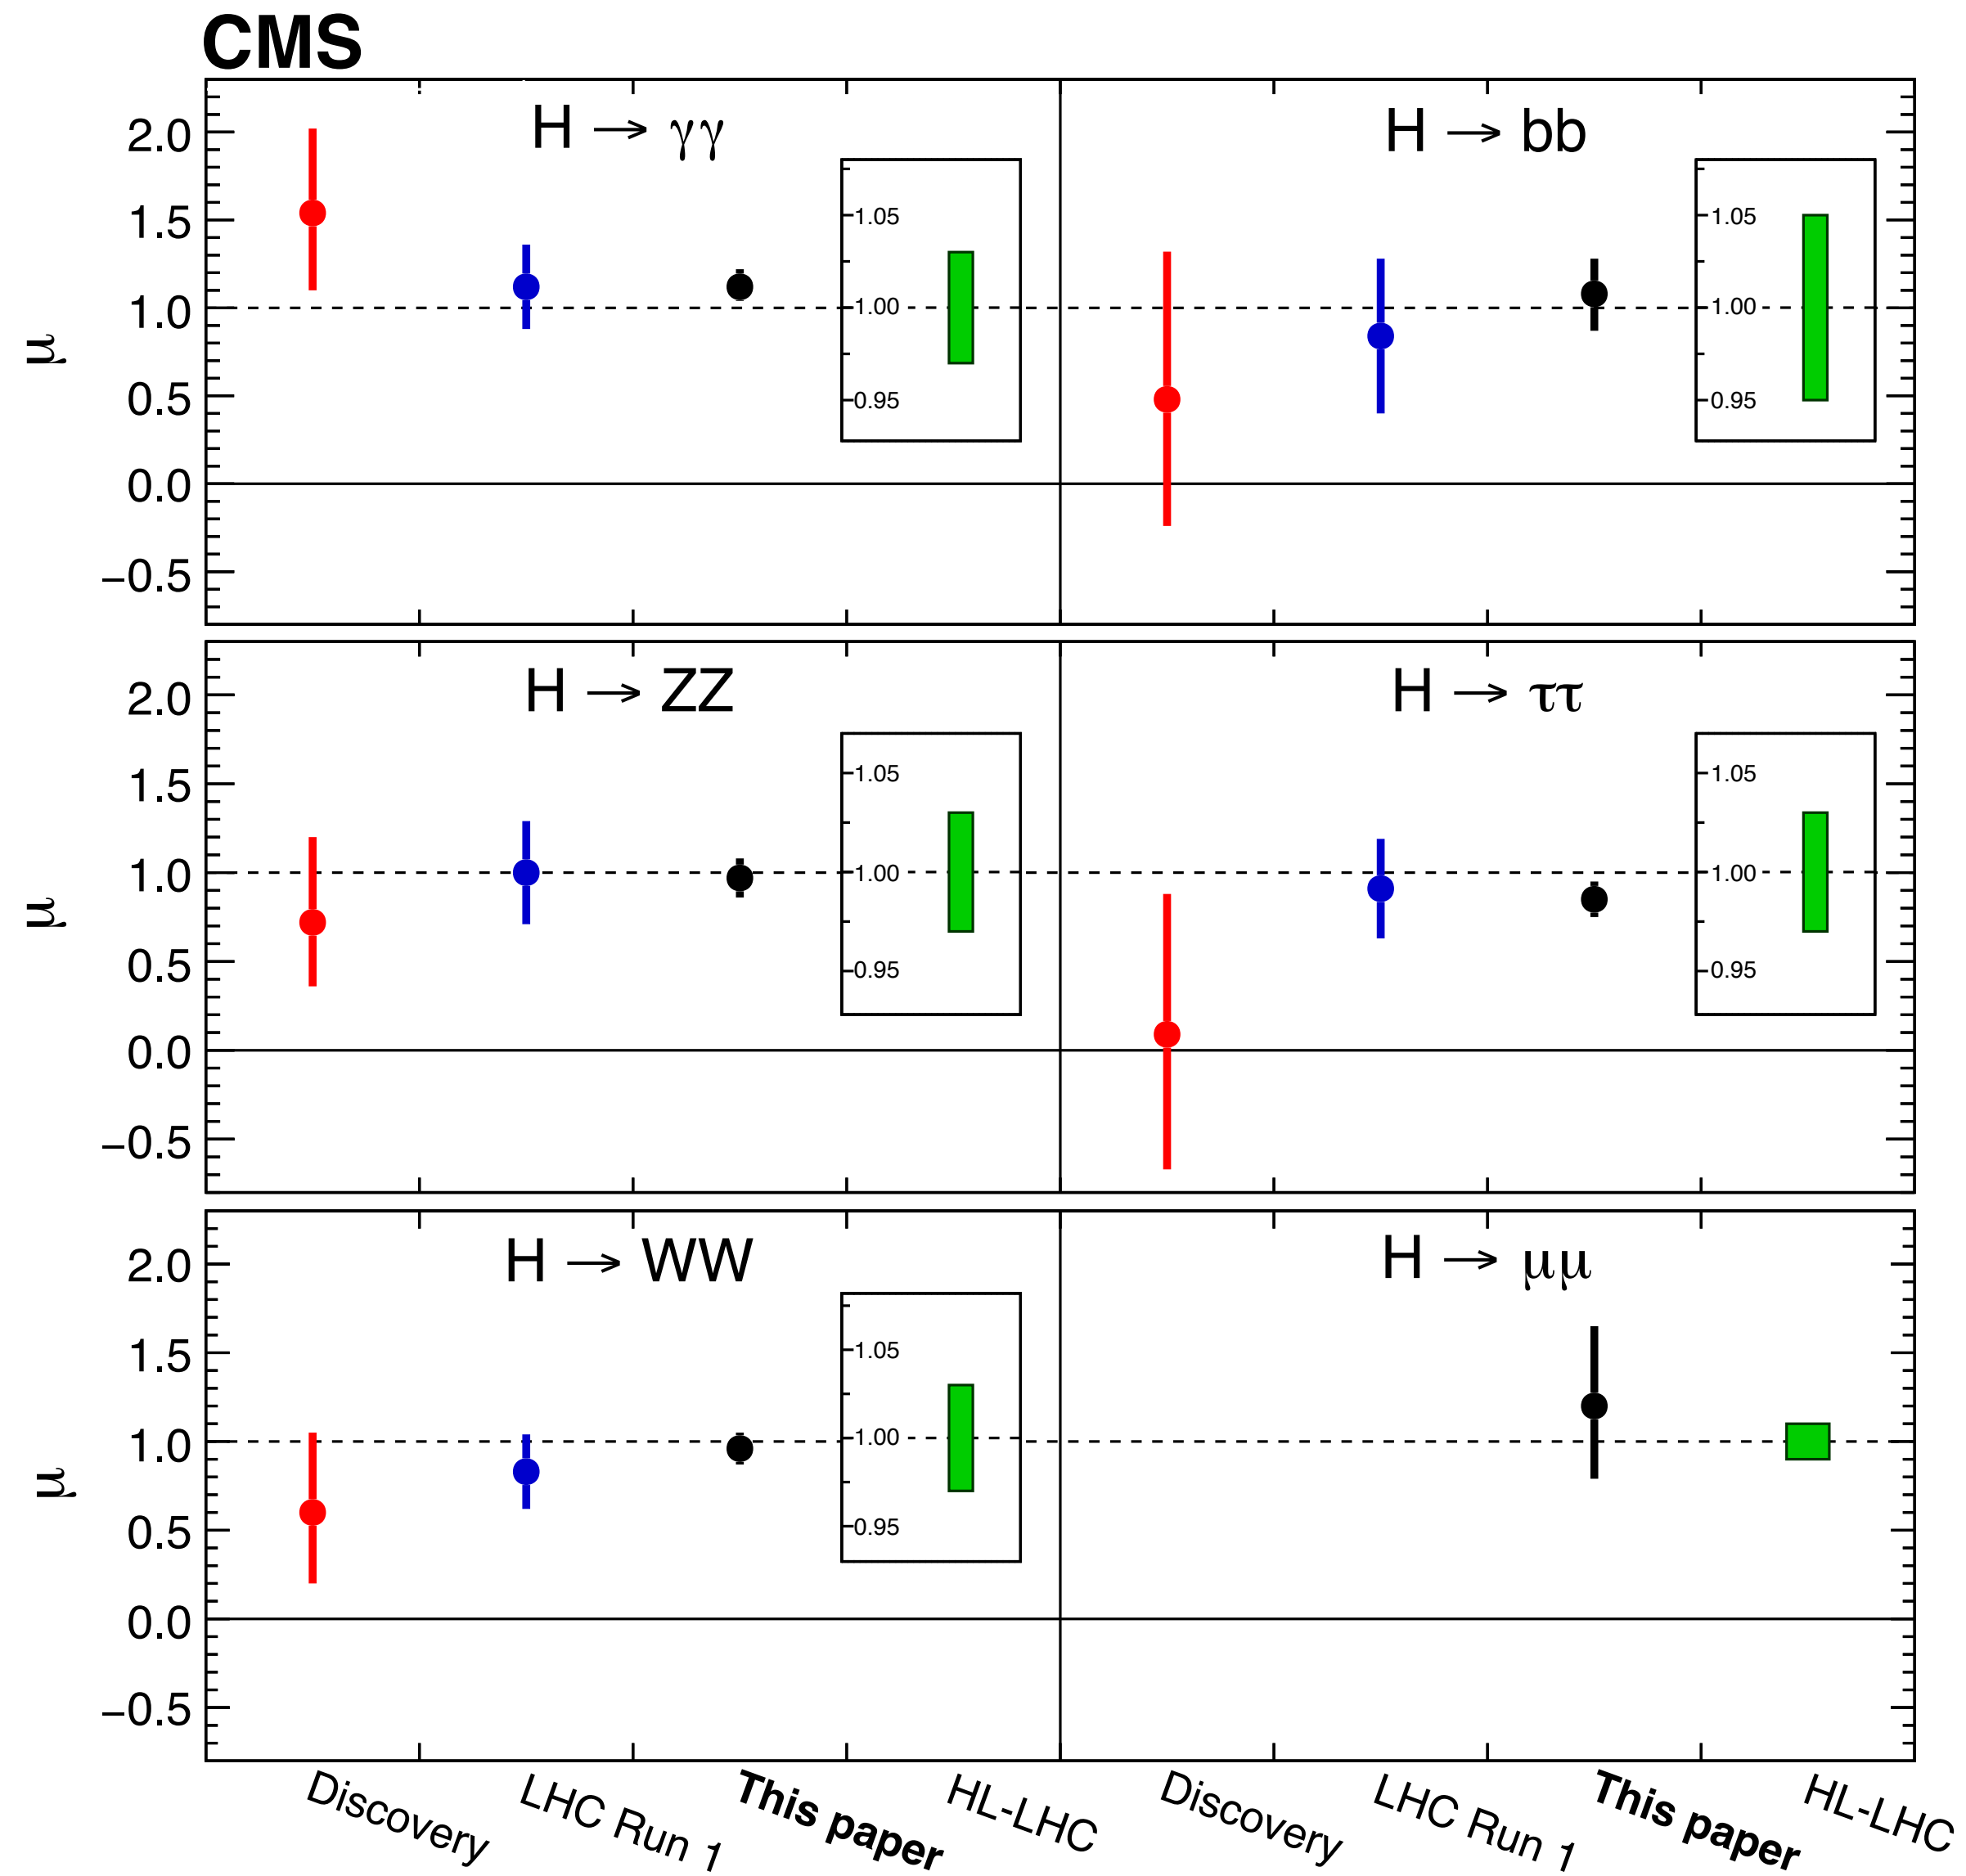 CMS
H → γγ
H → bb
2.0
1.5
1.0
0.5
0.0
−0.5
μ
1.05
1.00
0.95
1.05
1.00
0.95
H → ZZ
H → ττ
2.0
1.5
1.0
0.5
0.0
−0.5
μ
1.05
1.00
0.95
1.05
1.00
0.95
H → WW
H → μμ
2.0
1.5
1.0
0.5
0.0
−0.5
μ
1.05
1.00
0.95
Discovery
LHC Run 1
This paper
HL-LHC
Discovery
LHC Run 1
This paper
HL-LHC